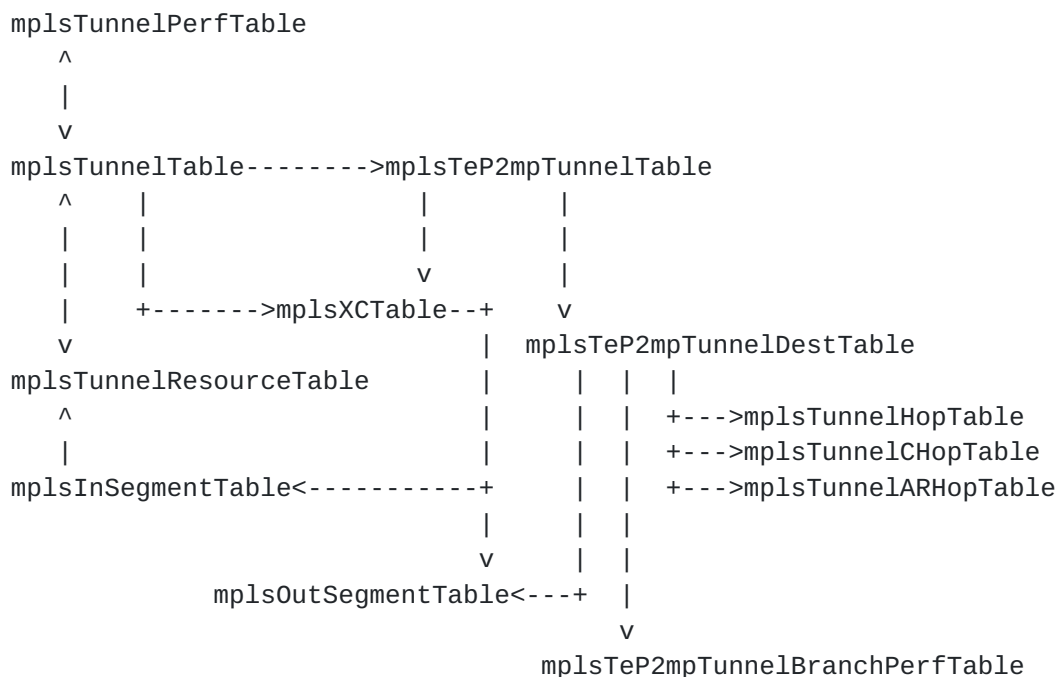 mplsTunnelPerfTable
   ^
   |
   v
mplsTunnelTable-------->mplsTeP2mpTunnelTable
   ^    |               |       |
   |    |               |       |
   |    |               v       |
   |    +------->mplsXCTable--+    v
   v                       |  mplsTeP2mpTunnelDestTable
mplsTunnelResourceTable       |     |  |  |
   ^                       |     |  |  +--->mplsTunnelHopTable
   |                       |     |  |  +--->mplsTunnelCHopTable
mplsInSegmentTable<-----------+     |  |  +--->mplsTunnelARHopTable
                           |     |  |
                           v     |  |
            mplsOutSegmentTable<---+  |
                                    v
                               mplsTeP2mpTunnelBranchPerfTable